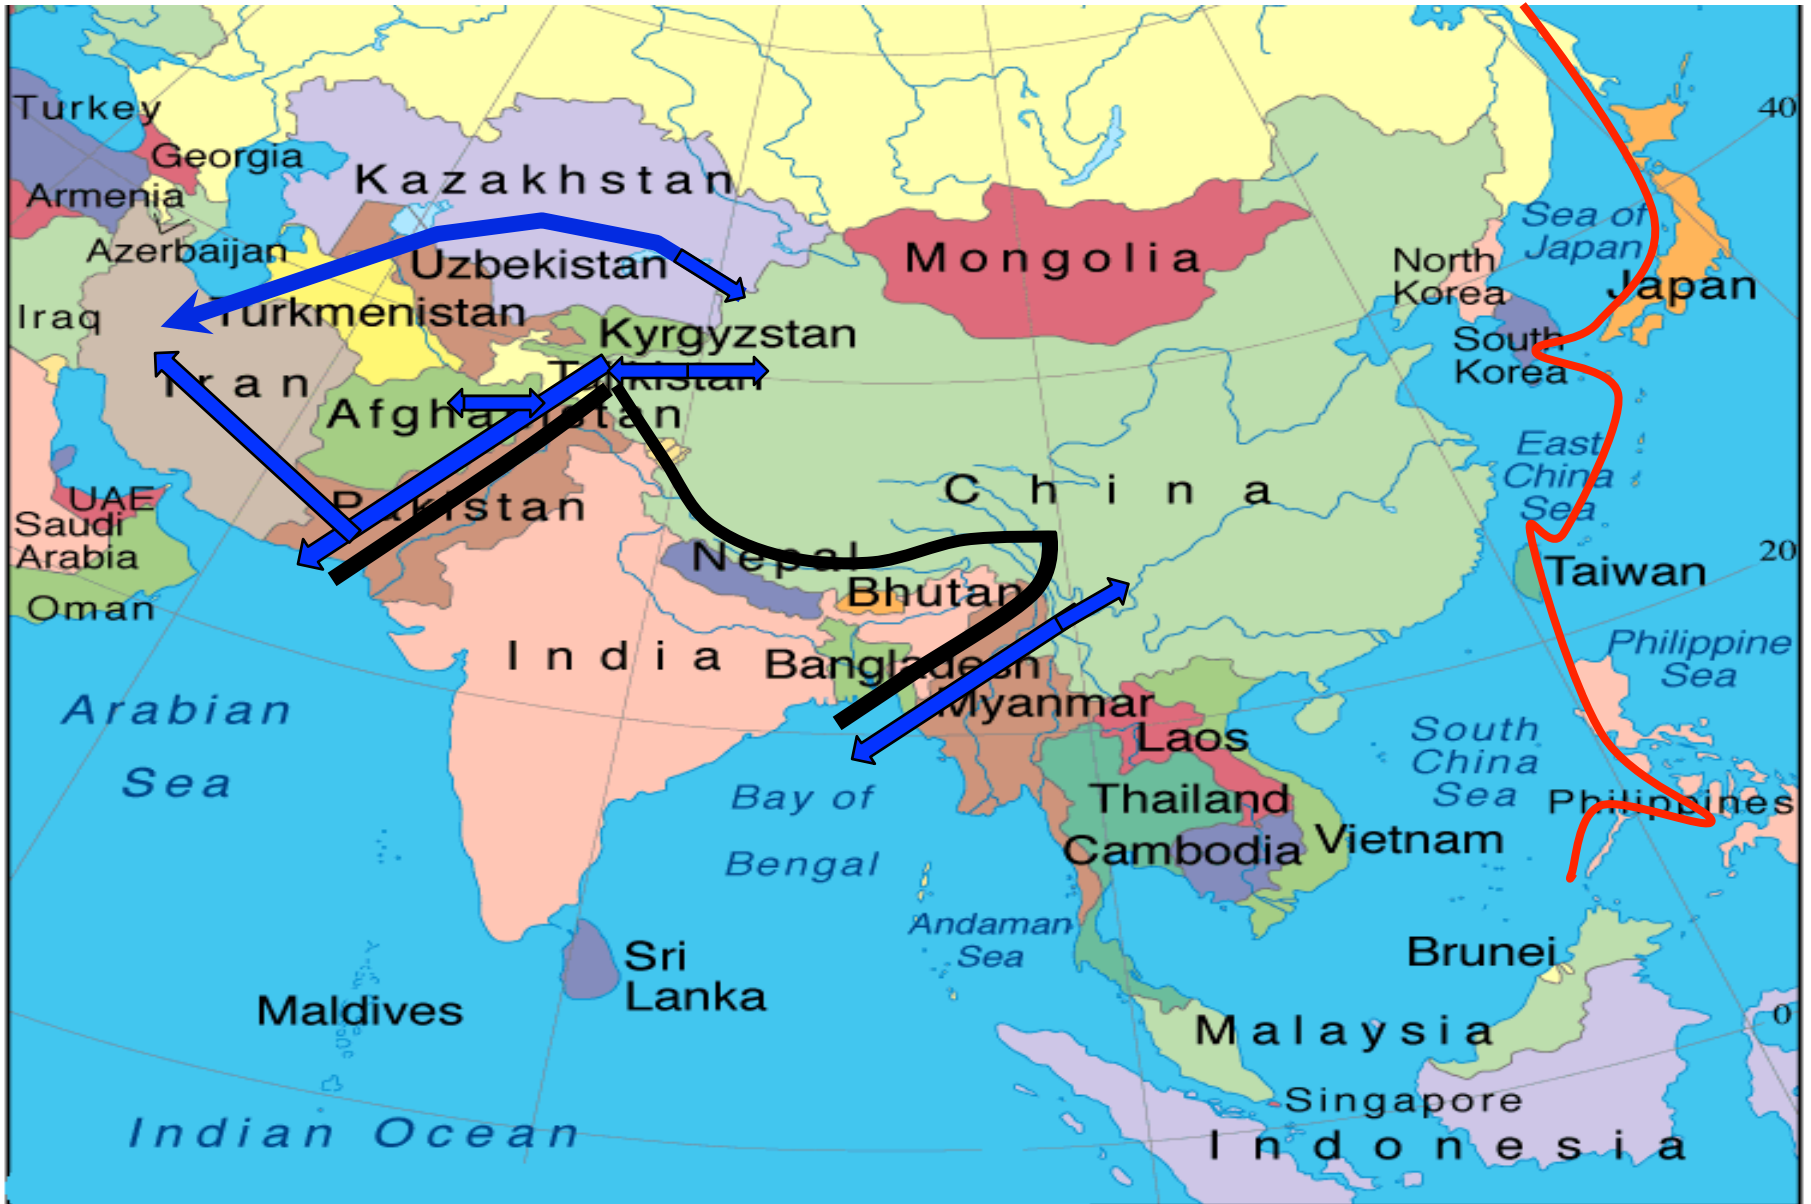 Turkey
40
Georgia
Kazakhstan
Armenia
Sea of
Japan
Azerbaijan
Uzbekistan
Mongolia
North
Korea
Japan
Iraq
Turkmenistan
Kyrgyzstan
South
Korea
Iran
Turkistan
Afghanistan
East
China
Sea
China
UAE
Pakistan
Saudi
Arabia
Nepal
20
Taiwan
Oman
Bhutan
India
Bangladesh
Philippine
Sea
Arabian
Sea
Myanmar
Laos
South
China
Sea
Bay of
Bengal
Thailand
Philippines
Cambodia
Vietnam
Andaman
Sea
Sri
Lanka
Brunei
Maldives
Malaysia
0
Singapore
Indian Ocean
Indonesia